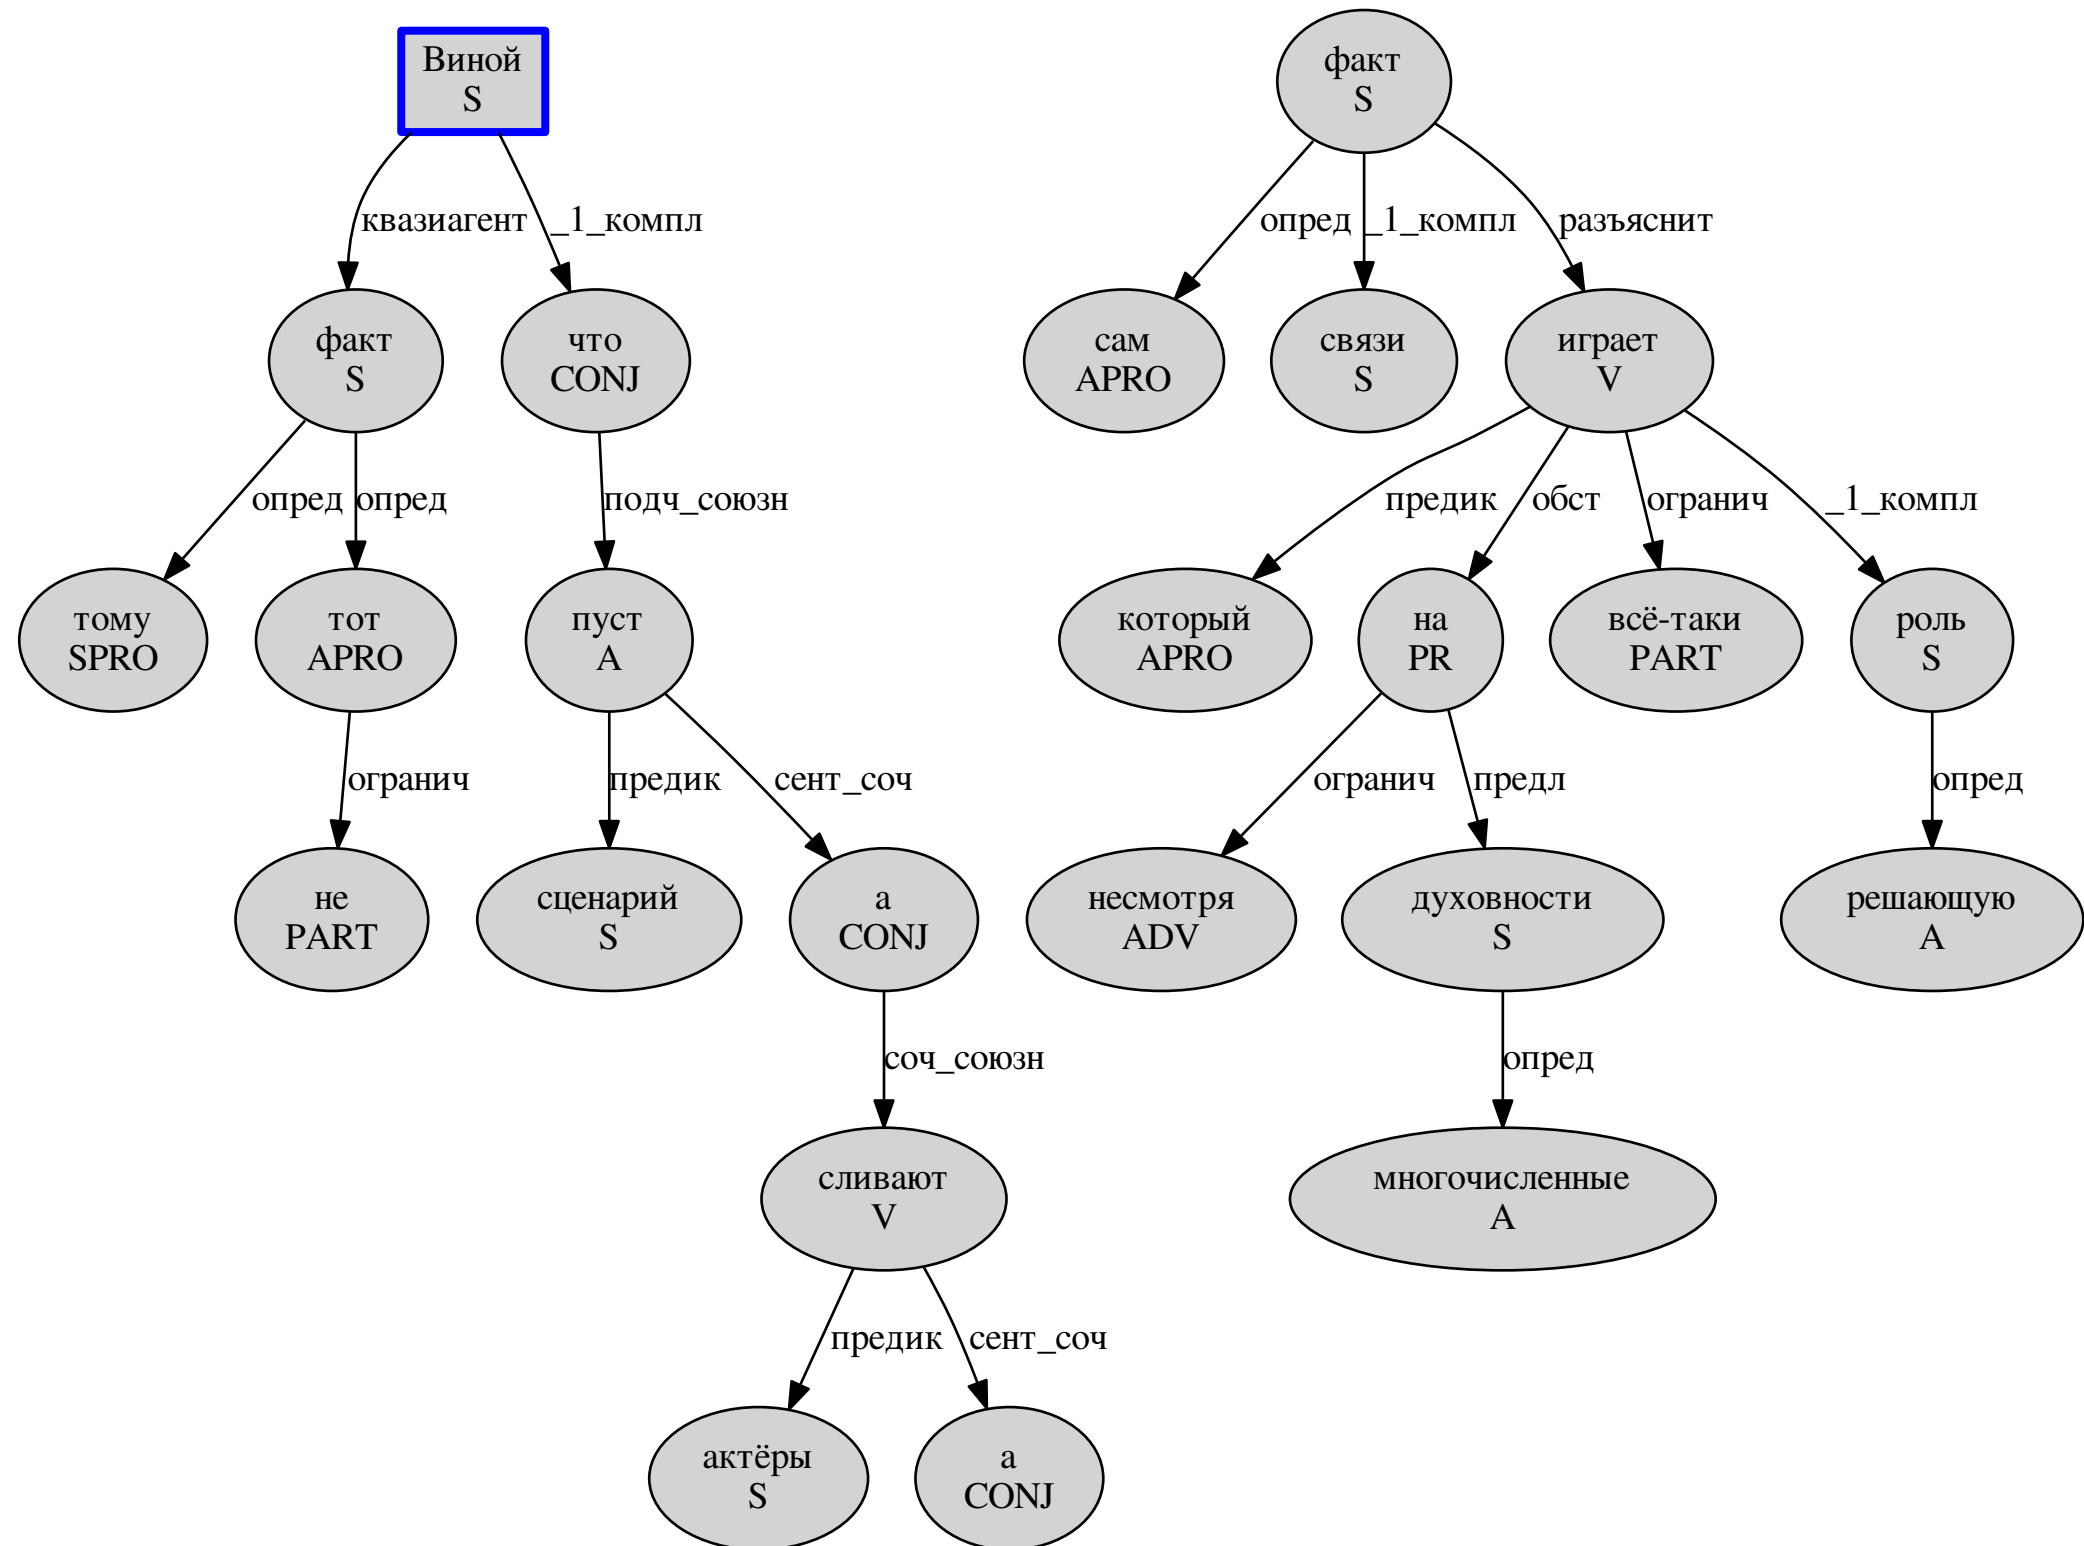 Виной
S
факт
S
квазиагент
_1_компл
опред
_1_компл
разъяснит
факт
S
что
CONJ
сам
APRO
связи
S
играет
V
опред
опред
подч_союзн
предик
обст
огранич
_1_компл
тому
SPRO
тот
APRO
пуст
A
который
APRO
на
PR
всё-таки
PART
роль
S
огранич
предик
сент_соч
огранич
предл
опред
не
PART
сценарий
S
а
CONJ
несмотря
ADV
духовности
S
решающую
A
соч_союзн
опред
сливают
V
многочисленные
A
предик
сент_соч
актёры
S
а
CONJ